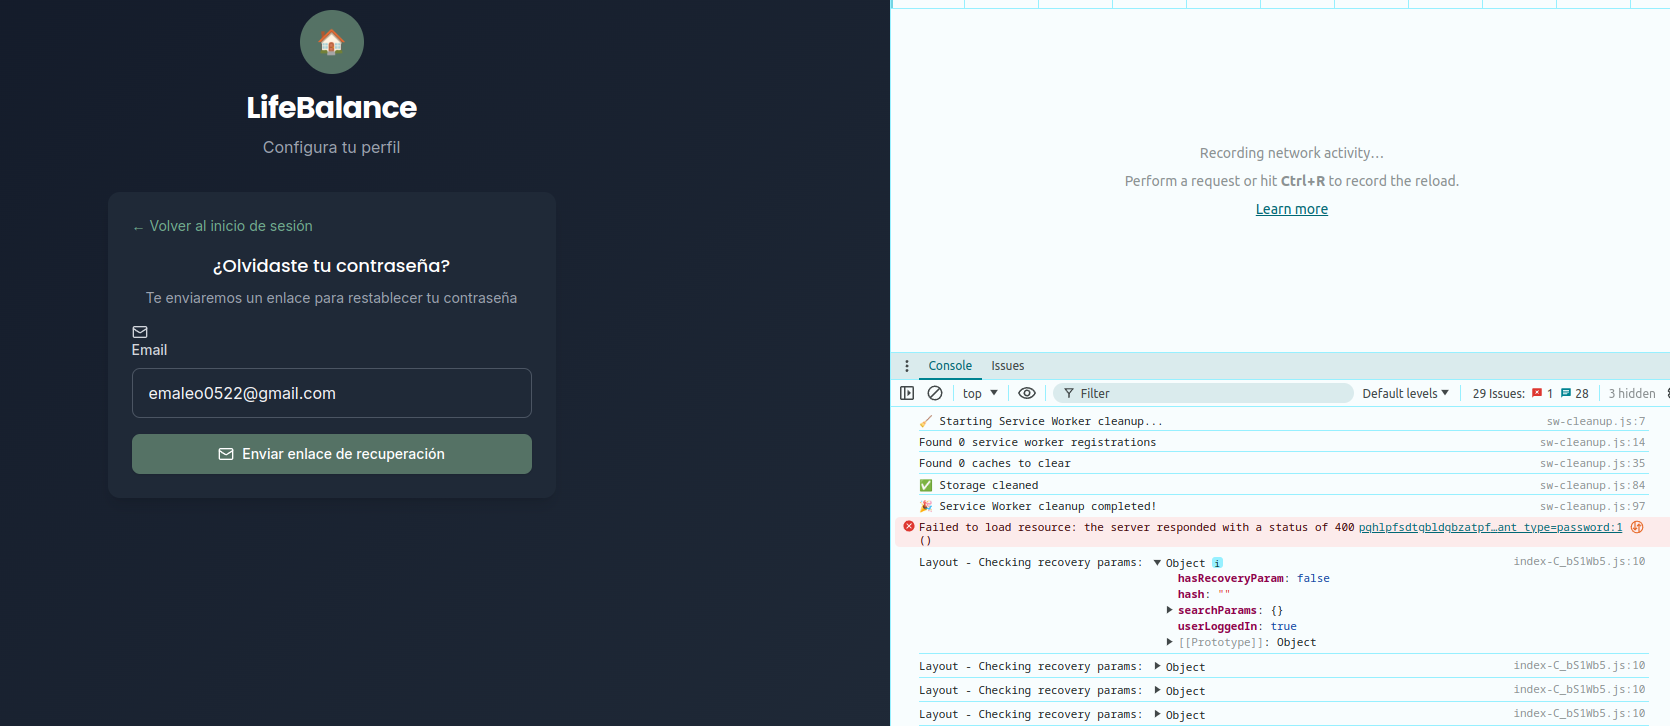 LifeBalance
Configura tu perfil
← Volver al inicio de sesión
¿Olvidaste tu contraseña?
Te enviaremos un enlace para restablecer tu contraseña
Email
emaleo0522@gmail.com
Enviar enlace de recuperación
Recording network activity...
Perform a request or hit Ctrl+R to record the reload.
Learn more
Console Issues
top Filter Default levels 29 Issues: 1 28 3 hidden
🧹 Starting Service Worker cleanup... sw-cleanup.js:7
Found 0 service worker registrations sw-cleanup.js:14
Found 0 caches to clear sw-cleanup.js:35
✅ Storage cleaned sw-cleanup.js:84
🎉 Service Worker cleanup completed! sw-cleanup.js:97
Failed to load resource: the server responded with a status of 400 pqhlpfsdtqbldgbzatpf…ant_type=password:1
()
Layout - Checking recovery params: ▼ Object i index-C_bS1Wb5.js:10
hasRecoveryParam: false
hash: ""
▶ searchParams: {}
userLoggedIn: true
▶ [[Prototype]]: Object
Layout - Checking recovery params: ▶ Object index-C_bS1Wb5.js:10
Layout - Checking recovery params: ▶ Object index-C_bS1Wb5.js:10
Layout - Checking recovery params: ▶ Object index-C_bS1Wb5.js:10